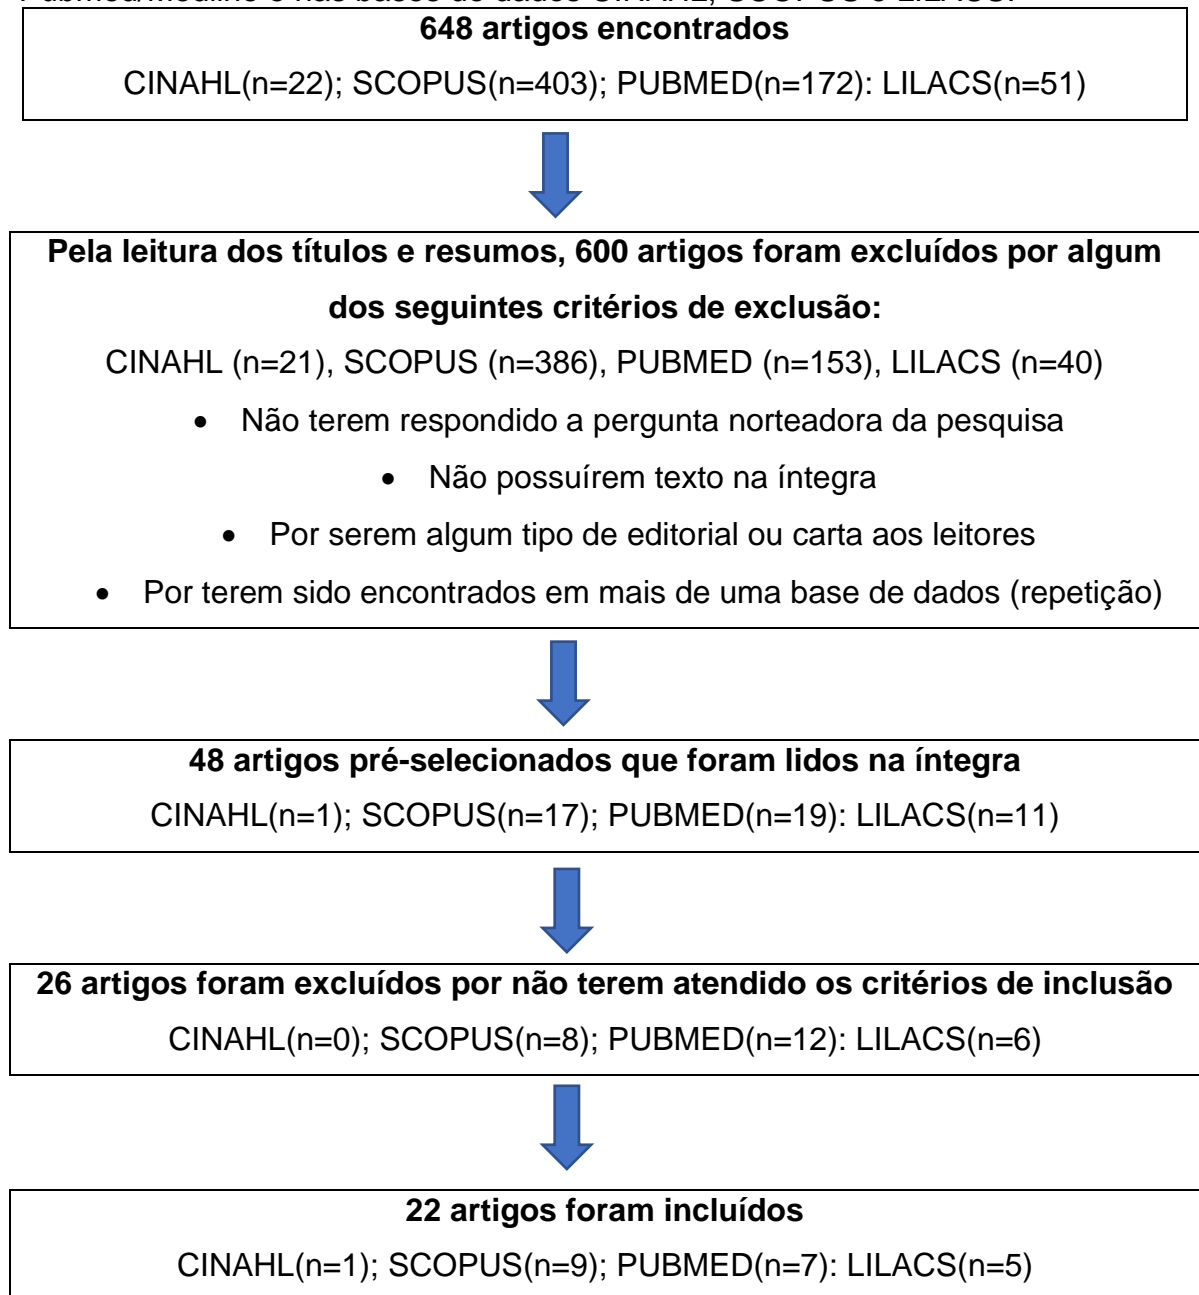 648 artigos encontrados
CINAHL(n=22); SCOPUS(n=403); PUBMED(n=172): LILACS(n=51)
Pela leitura dos títulos e resumos, 600 artigos foram excluídos por algum
dos seguintes critérios de exclusão:
CINAHL (n=21), SCOPUS (n=386), PUBMED (n=153), LILACS (n=40)
• Não terem respondido a pergunta norteadora da pesquisa
• Não possuírem texto na íntegra
• Por serem algum tipo de editorial ou carta aos leitores
• Por terem sido encontrados em mais de uma base de dados (repetição)
48 artigos pré-selecionados que foram lidos na íntegra
CINAHL(n=1); SCOPUS(n=17); PUBMED(n=19): LILACS(n=11)
26 artigos foram excluídos por não terem atendido os critérios de inclusão
CINAHL(n=0); SCOPUS(n=8); PUBMED(n=12): LILACS(n=6)
22 artigos foram incluídos
CINAHL(n=1); SCOPUS(n=9); PUBMED(n=7): LILACS(n=5)